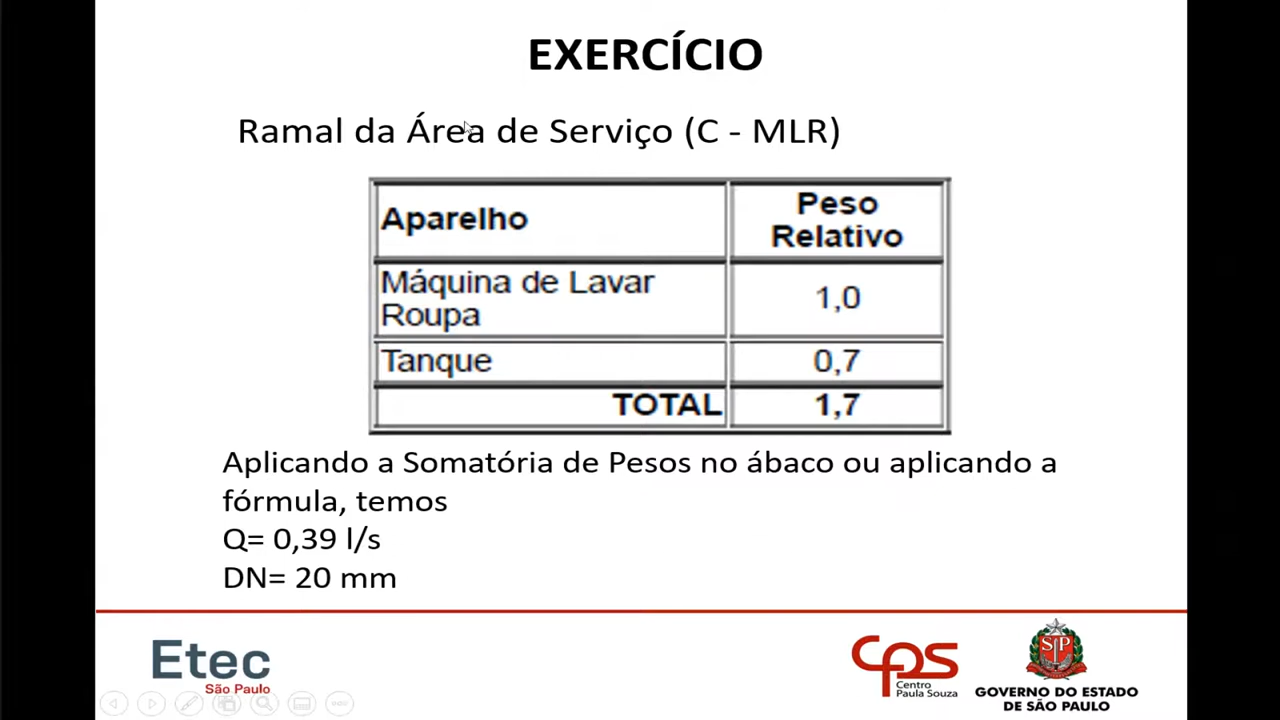 EXERCÍCIO
Ramal da Área de Serviço (C - MLR)
Aparelho
Peso
Relativo
Máquina de Lavar
Roupa
1,0
Tanque
0,7
TOTAL
1,7
Aplicando a Somatória de Pesos no ábaco ou aplicando a
fórmula, temos
Q= 0,39 l/s
DN= 20 mm
Etec
São Paulo
CPS
Centro
Paula Souza
SP
GOVERNO DO ESTADO
DE SÃO PAULO